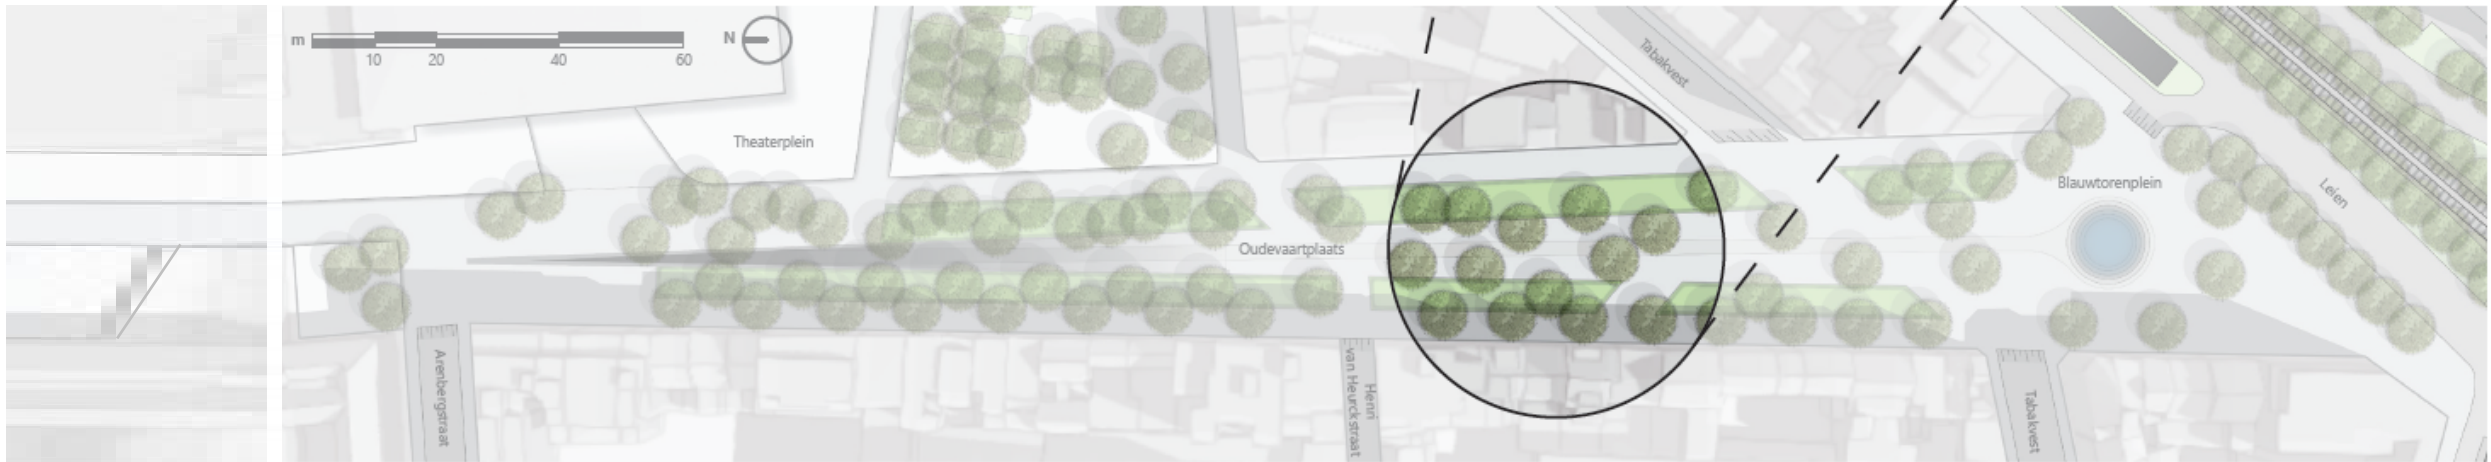 m
10 20 40 60
N
Theaterplein
Tabakvest
Blauwtorenplein
Leien
Oudevaartplaats
Arenbergstraat
Henri
van Heurckstraat
Tabakvest